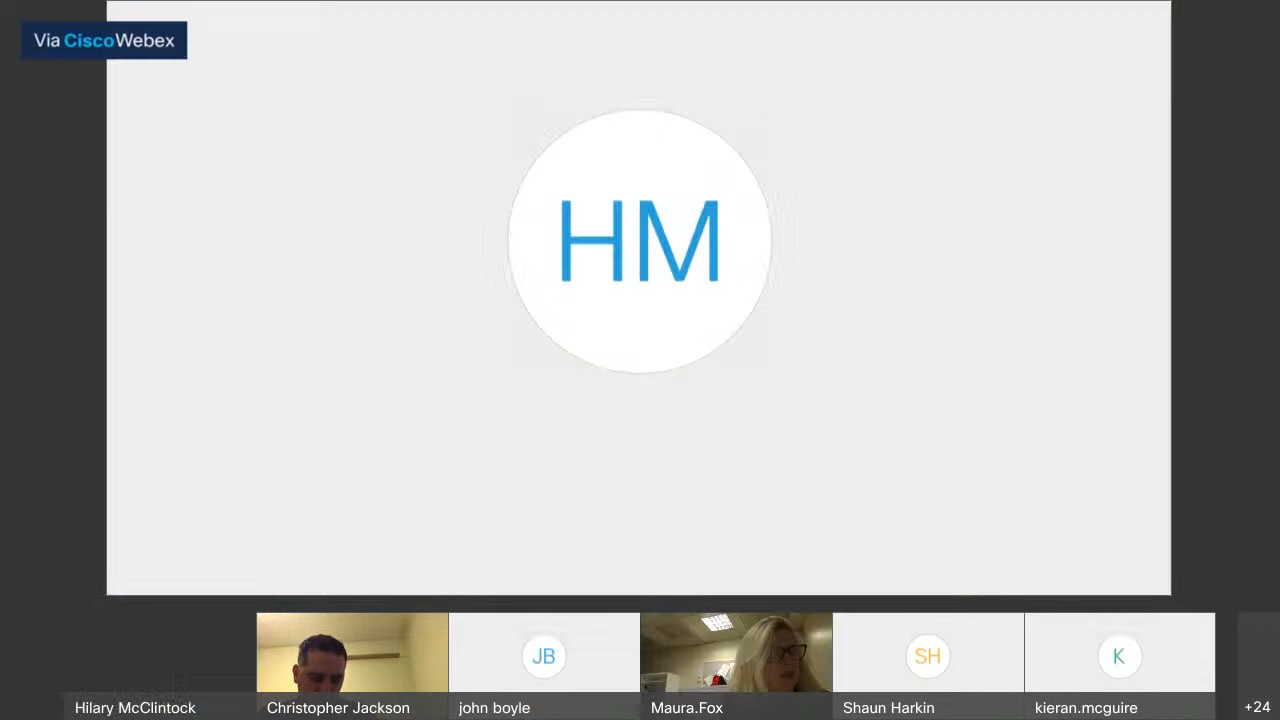 Via CiscoWebex
HM
JB
SH
K
Hilary McClintock
Christopher Jackson
john boyle
Maura.Fox
Shaun Harkin
kieran.mcguire
+24